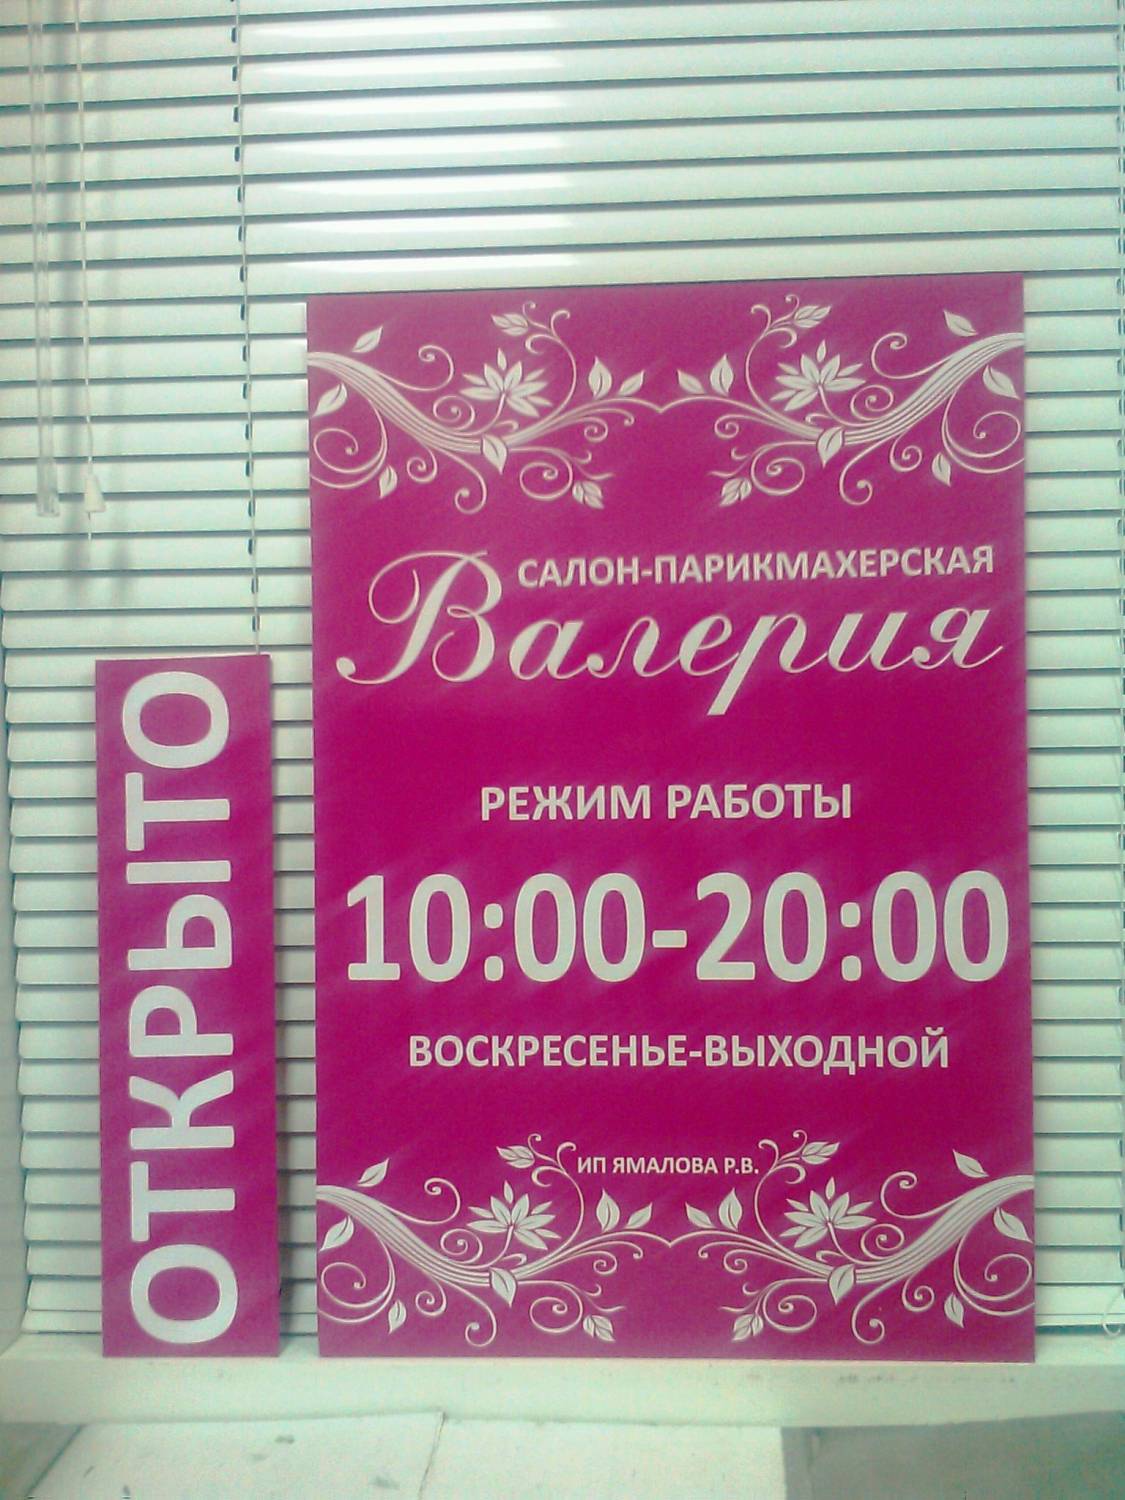 САЛОН-ПАРИКМАХЕРСКАЯ
Валерия
РЕЖИМ РАБОТЫ
10:00-20:00
ВОСКРЕСЕНЬЕ-ВЫХОДНОЙ
ИП ЯМАЛОВА Р.В.
ОТКРЫТО